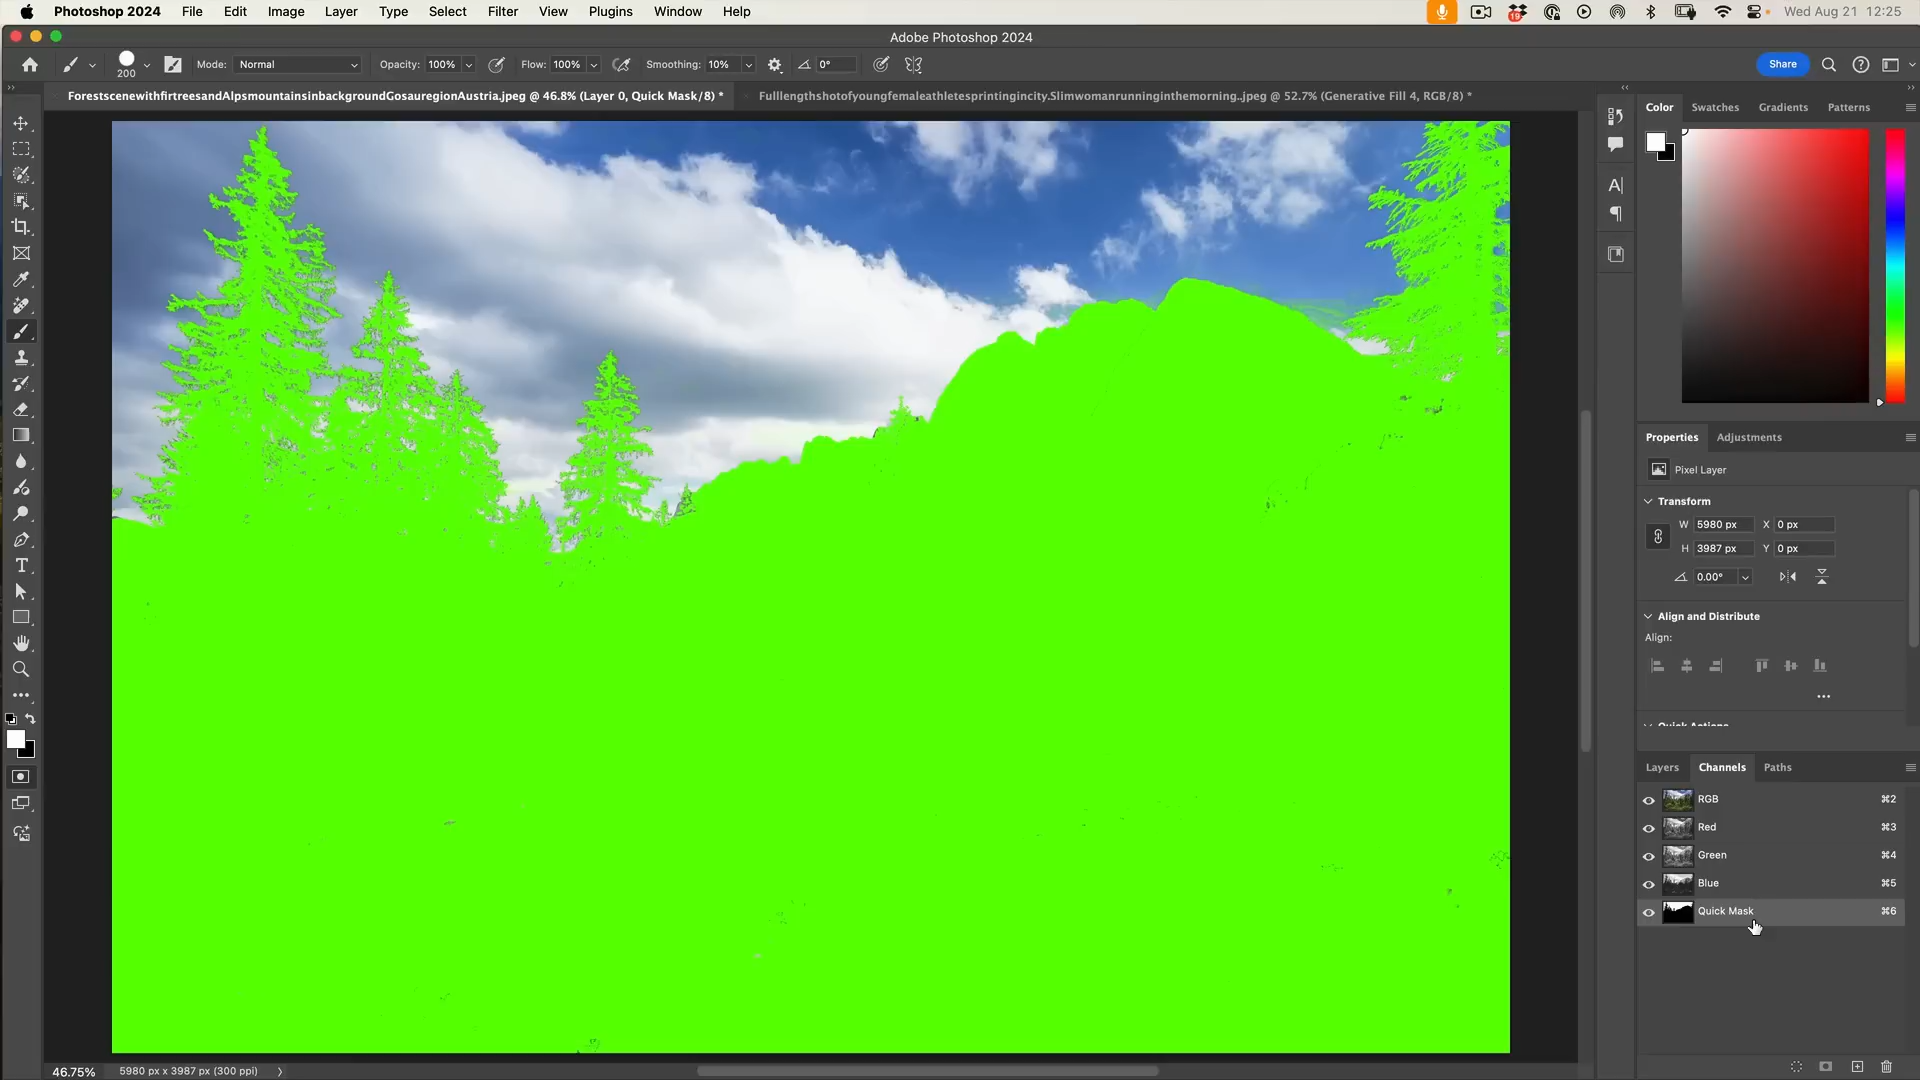 Photoshop 2024 File Edit Image Layer Type Select Filter View Plugins Window Help Wed Aug 21 12:25
Adobe Photoshop 2024
200 Mode: Normal Opacity: 100% Flow: 100% Smoothing: 10% 0° Share
ForestscenewithfirtreesandAlpsmountainsinbackgroundGosauregionAustria.jpeg @ 46.8% (Layer 0, Quick Mask/8) *
Fulllengthshotofyoungfemaleathletesprintingincity.Slimwomanrunninginthemorning..jpeg @ 52.7% (Generative Fill 4, RGB/8) *
Color Swatches Gradients Patterns
Properties Adjustments
Pixel Layer
Transform
W 5980 px X 0 px
H 3987 px Y 0 px
0.00°
Align and Distribute
Align:
Quick Actions
Layers Channels Paths
RGB ⌘2
Red ⌘3
Green ⌘4
Blue ⌘5
Quick Mask ⌘6
46.75% 5980 px x 3987 px (300 ppi)